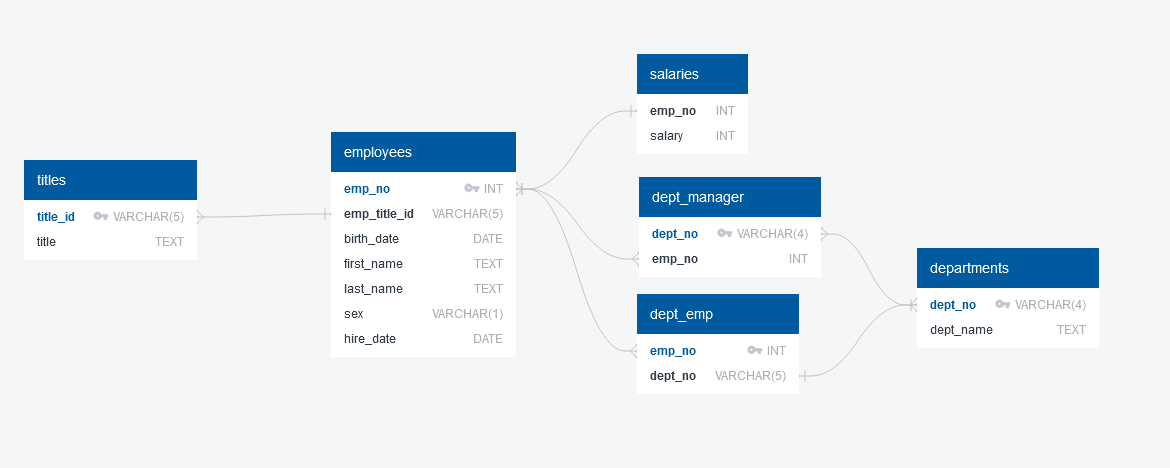 titles
title_id VARCHAR(5)
title TEXT
employees
emp_no INT
emp_title_id VARCHAR(5)
birth_date DATE
first_name TEXT
last_name TEXT
sex VARCHAR(1)
hire_date DATE
salaries
emp_no INT
salary INT
dept_manager
dept_no VARCHAR(4)
emp_no INT
dept_emp
emp_no INT
dept_no VARCHAR(5)
departments
dept_no VARCHAR(4)
dept_name TEXT